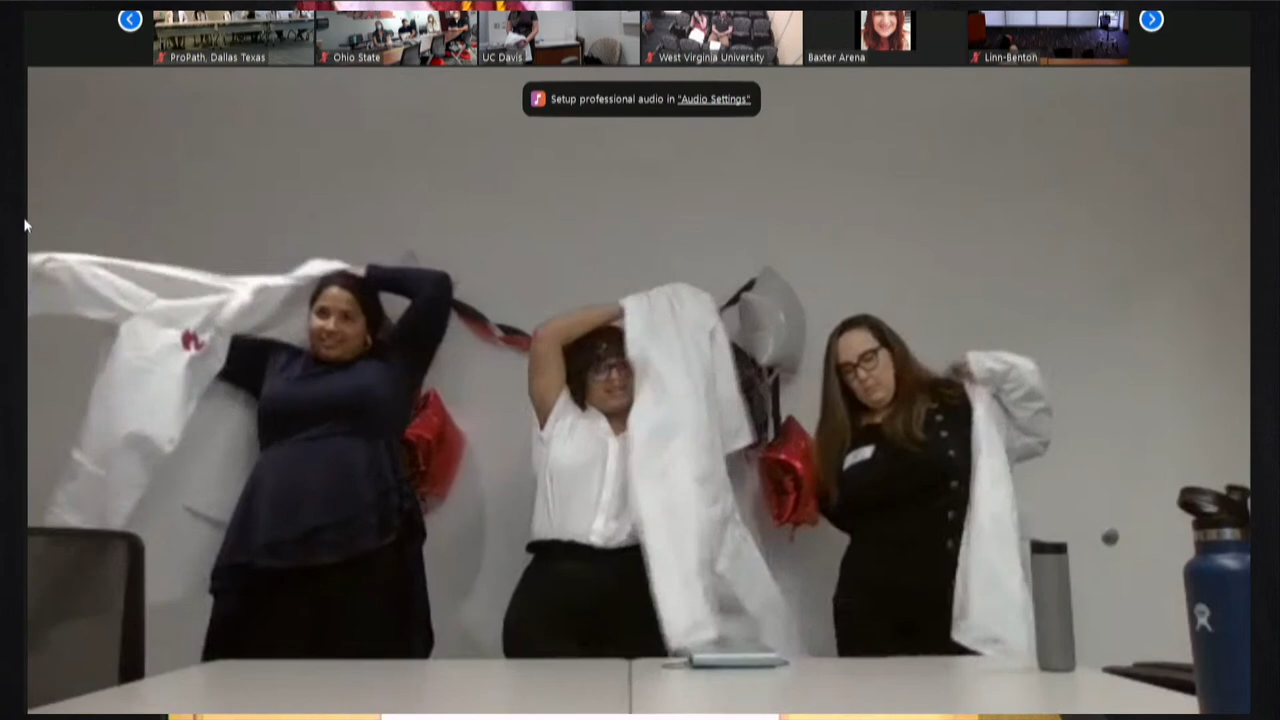 ProPath, Dallas Texas
Ohio State
UC Davis
West Virginia University
Baxter Arena
Linn-Benton
Setup professional audio in "Audio Settings"